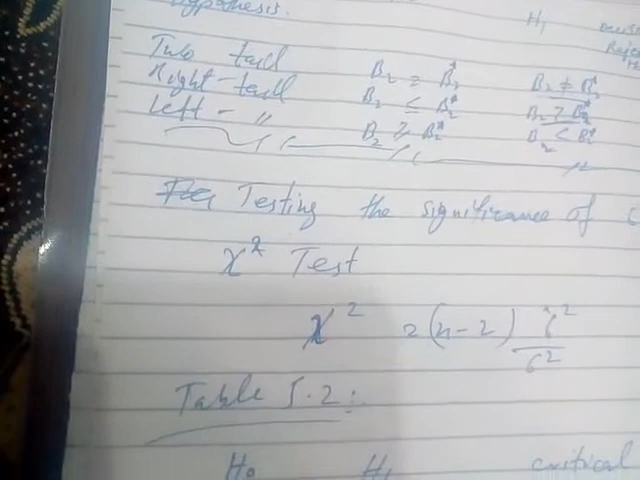 Hypothesis. H₁
Two tail B₂ = B₂* B₂ ≠ B₂*
Right-tail B₂ ≤ B₂* B₂ > B₂*
Left - " B₂ ≥ B₂* B₂ < B₂*
Testing the significance of
χ² Test
χ² = (n-2) σ̂²/σ²
Table 5.2:
H₀ H₁ critical